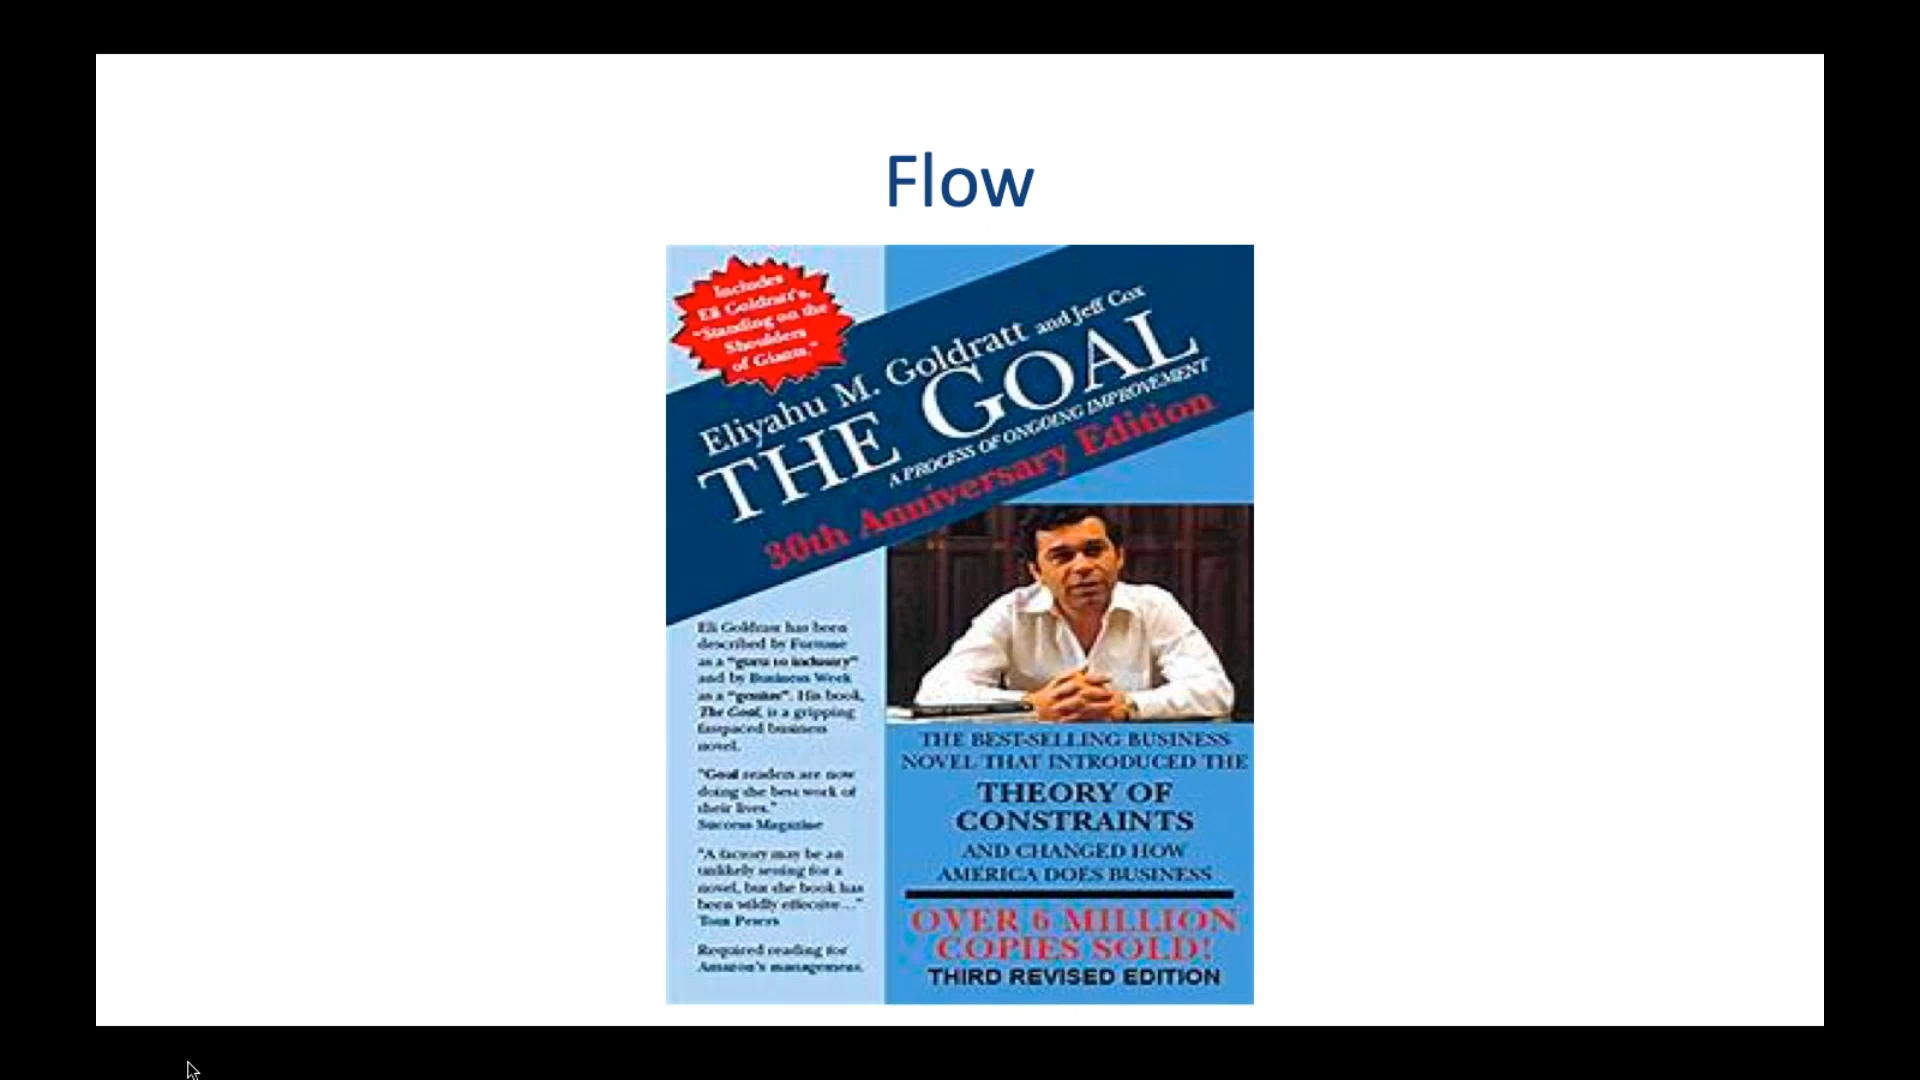 Flow
Includes
Eli Goldratt's,
"Standing on the
Shoulders
of Giants."
Eliyahu M. Goldratt and Jeff Cox
THE GOAL
A PROCESS OF ONGOING IMPROVEMENT
30th Anniversary Edition
Eli Goldratt has been
described by Fortune
as a "guru to industry"
and by Business Week
as a "genius". His book,
The Goal, is a gripping
fastpaced business
novel.
"Goal readers are now
doing the best work of
their lives."
Success Magazine
"A factory may be an
unlikely setting for a
novel, but the book has
been wildly effective..."
Tom Peters
Required reading for
Amazon's management.
THE BEST-SELLING BUSINESS
NOVEL THAT INTRODUCED THE
THEORY OF
CONSTRAINTS
AND CHANGED HOW
AMERICA DOES BUSINESS
OVER 6 MILLION
COPIES SOLD!
THIRD REVISED EDITION